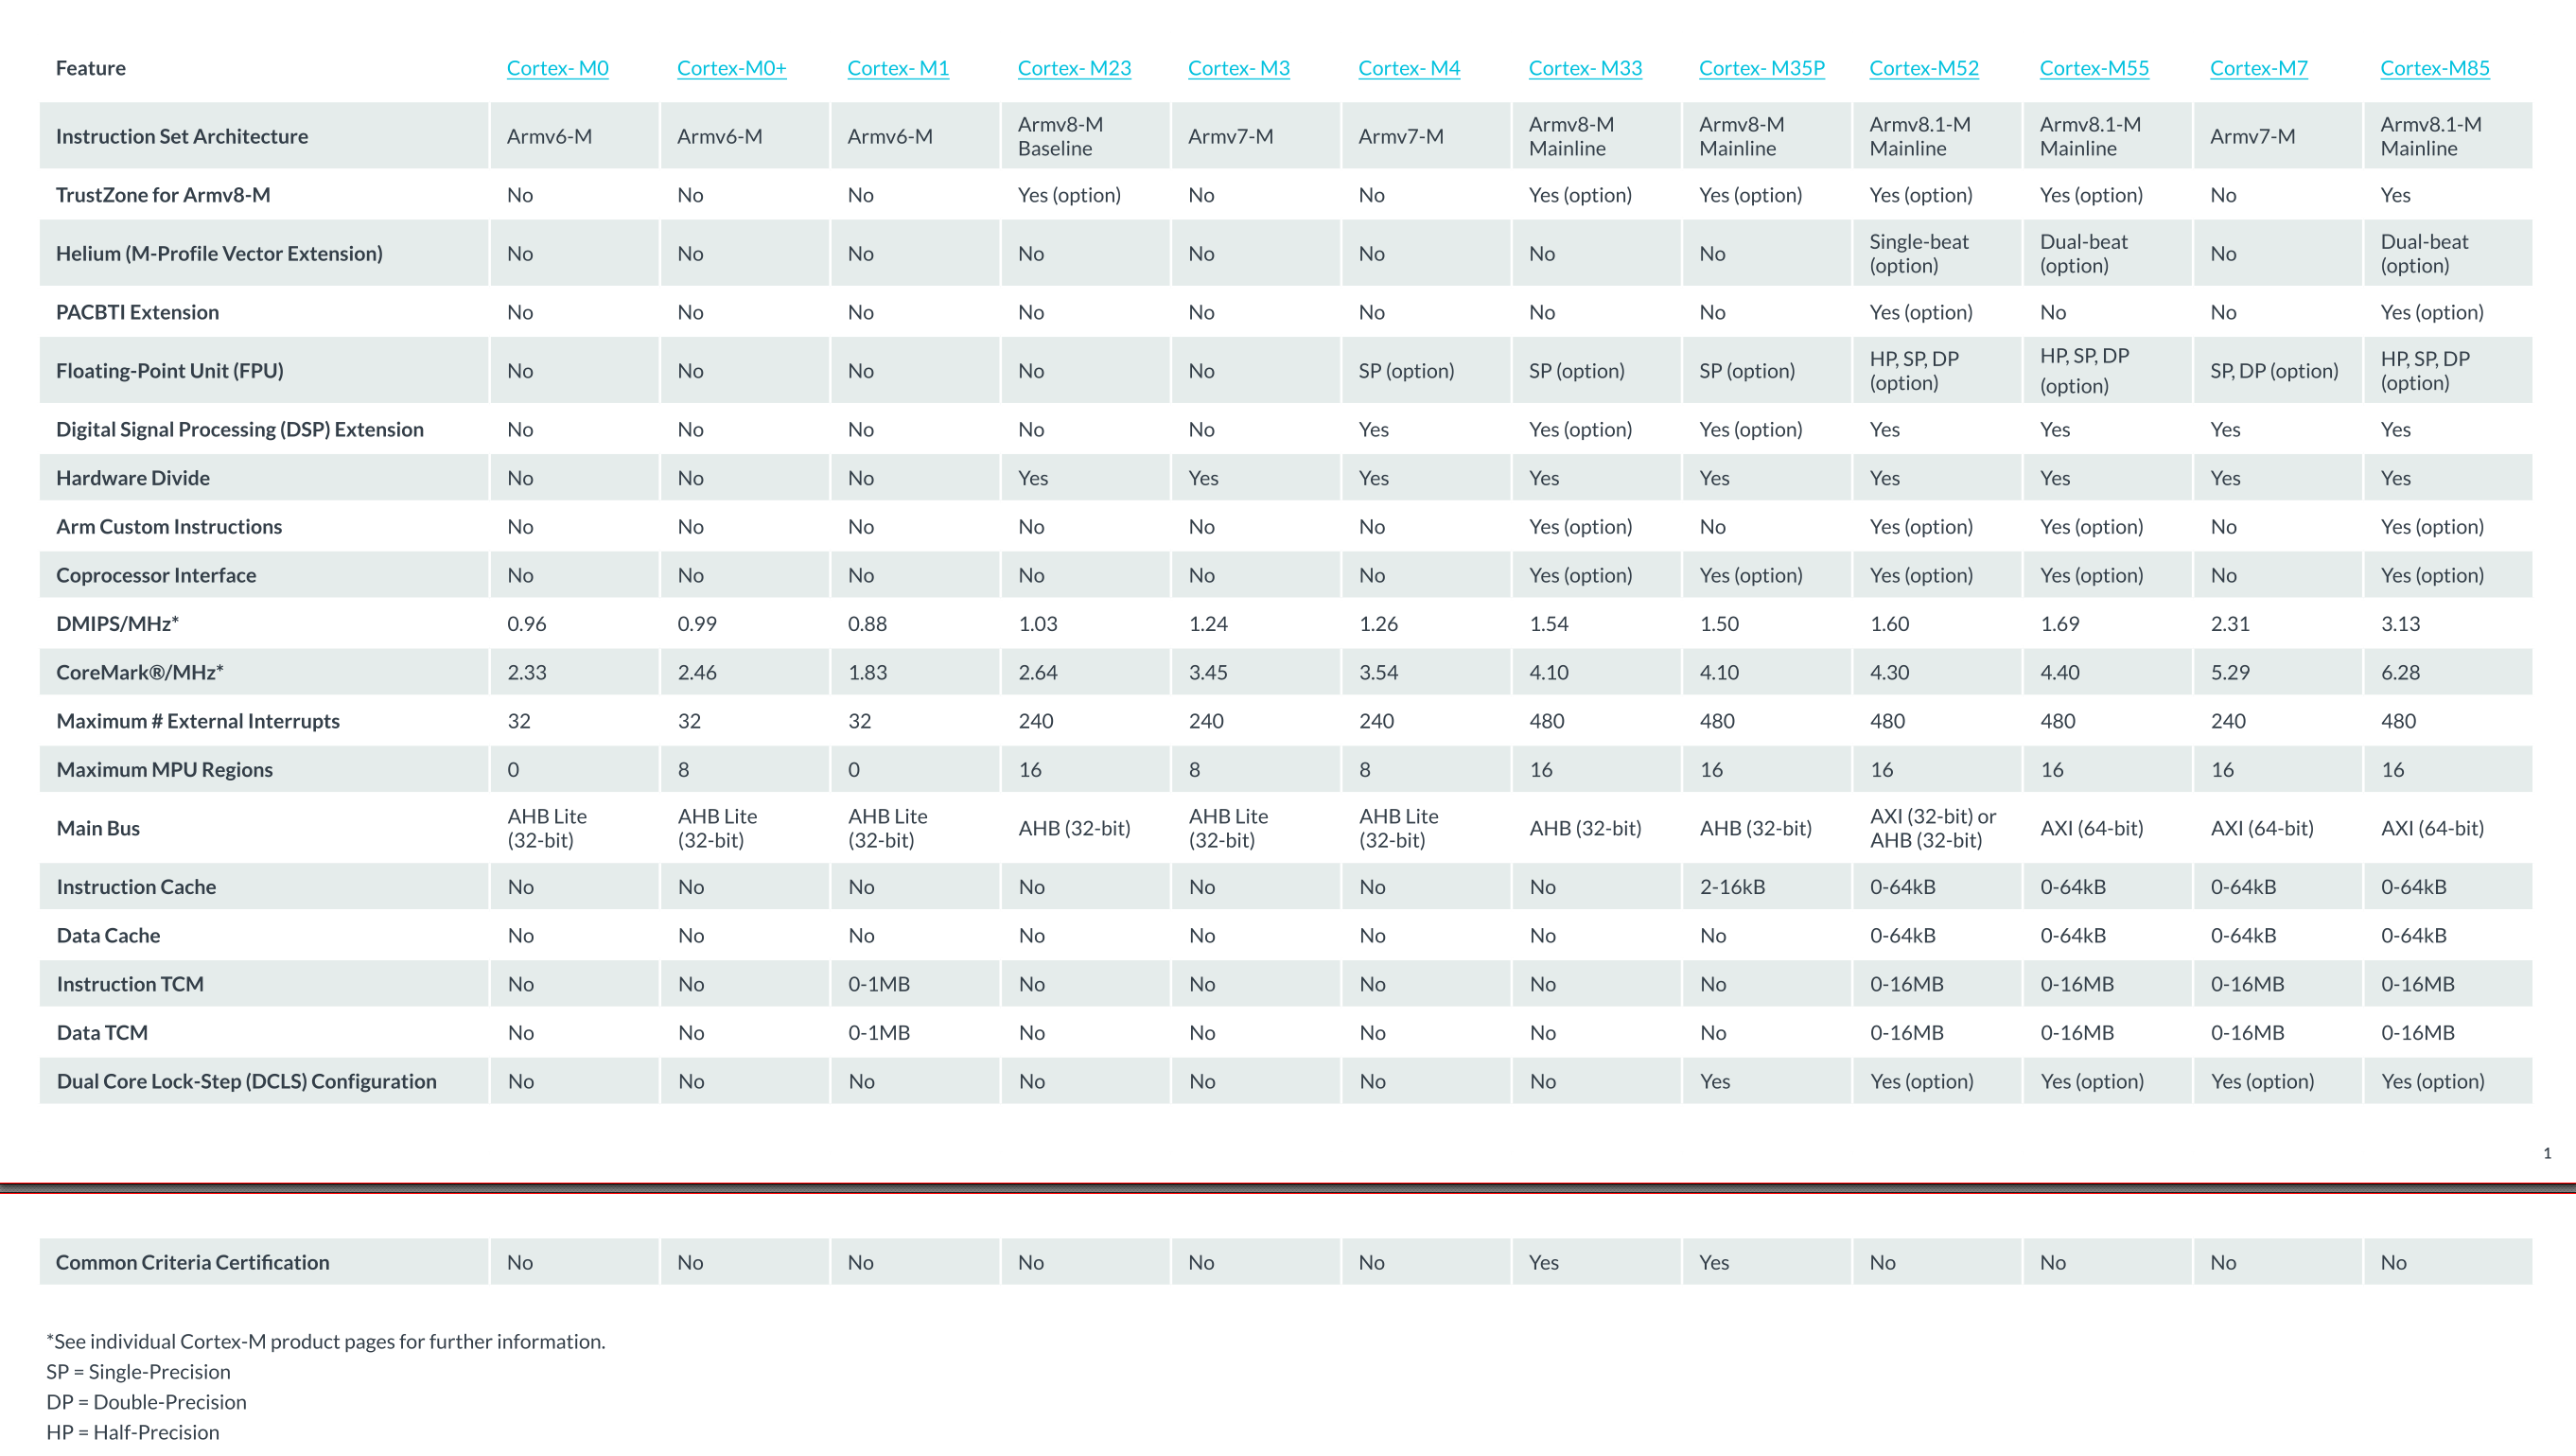 Feature Cortex- M0 Cortex-M0+ Cortex- M1 Cortex- M23 Cortex- M3 Cortex- M4 Cortex- M33 Cortex- M35P Cortex-M52 Cortex-M55 Cortex-M7 Cortex-M85
Instruction Set Architecture Armv6-M Armv6-M Armv6-M Armv8-M Baseline Armv7-M Armv7-M Armv8-M Mainline Armv8-M Mainline Armv8.1-M Mainline Armv8.1-M Mainline Armv7-M Armv8.1-M Mainline
TrustZone for Armv8-M No No No Yes (option) No No Yes (option) Yes (option) Yes (option) Yes (option) No Yes
Helium (M-Profile Vector Extension) No No No No No No No No Single-beat (option) Dual-beat (option) No Dual-beat (option)
PACBTI Extension No No No No No No No No Yes (option) No No Yes (option)
Floating-Point Unit (FPU) No No No No No SP (option) SP (option) SP (option) HP, SP, DP (option) HP, SP, DP (option) SP, DP (option) HP, SP, DP (option)
Digital Signal Processing (DSP) Extension No No No No No Yes Yes (option) Yes (option) Yes Yes Yes Yes
Hardware Divide No No No Yes Yes Yes Yes Yes Yes Yes Yes Yes
Arm Custom Instructions No No No No No No Yes (option) No Yes (option) Yes (option) No Yes (option)
Coprocessor Interface No No No No No No Yes (option) Yes (option) Yes (option) Yes (option) No Yes (option)
DMIPS/MHz* 0.96 0.99 0.88 1.03 1.24 1.26 1.54 1.50 1.60 1.69 2.31 3.13
CoreMark®/MHz* 2.33 2.46 1.83 2.64 3.45 3.54 4.10 4.10 4.30 4.40 5.29 6.28
Maximum # External Interrupts 32 32 32 240 240 240 480 480 480 480 240 480
Maximum MPU Regions 0 8 0 16 8 8 16 16 16 16 16 16
Main Bus AHB Lite (32-bit) AHB Lite (32-bit) AHB Lite (32-bit) AHB (32-bit) AHB Lite (32-bit) AHB Lite (32-bit) AHB (32-bit) AHB (32-bit) AXI (32-bit) or AHB (32-bit) AXI (64-bit) AXI (64-bit) AXI (64-bit)
Instruction Cache No No No No No No No 2-16kB 0-64kB 0-64kB 0-64kB 0-64kB
Data Cache No No No No No No No No 0-64kB 0-64kB 0-64kB 0-64kB
Instruction TCM No No 0-1MB No No No No No 0-16MB 0-16MB 0-16MB 0-16MB
Data TCM No No 0-1MB No No No No No 0-16MB 0-16MB 0-16MB 0-16MB
Dual Core Lock-Step (DCLS) Configuration No No No No No No No Yes Yes (option) Yes (option) Yes (option) Yes (option)
1
Common Criteria Certification No No No No No No Yes Yes No No No No
*See individual Cortex-M product pages for further information.
SP = Single-Precision
DP = Double-Precision
HP = Half-Precision